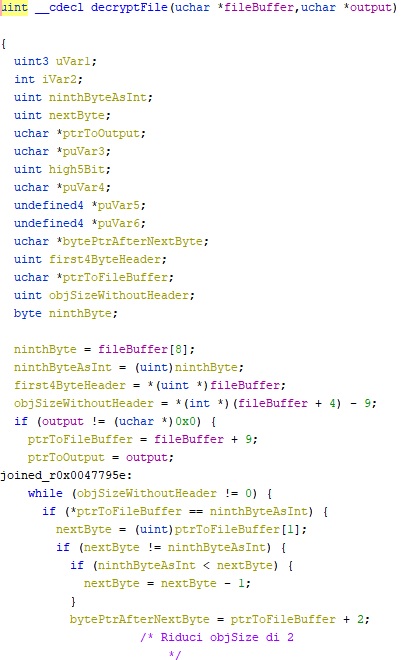 uint __cdecl decryptFile(uchar *fileBuffer,uchar *output)
{
uint3 uVar1;
int iVar2;
uint ninthByteAsInt;
uint nextByte;
uchar *ptrToOutput;
uchar *puVar3;
uint high5Bit;
uchar *puVar4;
undefined4 *puVar5;
undefined4 *puVar6;
uchar *bytePtrAfterNextByte;
uint first4ByteHeader;
uchar *ptrToFileBuffer;
uint objSizeWithoutHeader;
byte ninthByte;
ninthByte = fileBuffer[8];
ninthByteAsInt = (uint)ninthByte;
first4ByteHeader = *(uint *)fileBuffer;
objSizeWithoutHeader = *(int *)(fileBuffer + 4) - 9;
if (output != (uchar *)0x0) {
ptrToFileBuffer = fileBuffer + 9;
ptrToOutput = output;
joined_r0x0047795e:
while (objSizeWithoutHeader != 0) {
if (*ptrToFileBuffer == ninthByteAsInt) {
nextByte = (uint)ptrToFileBuffer[1];
if (nextByte != ninthByteAsInt) {
if (ninthByteAsInt < nextByte) {
nextByte = nextByte - 1;
}
bytePtrAfterNextByte = ptrToFileBuffer + 2;
/* Riduci objSize di 2
*/